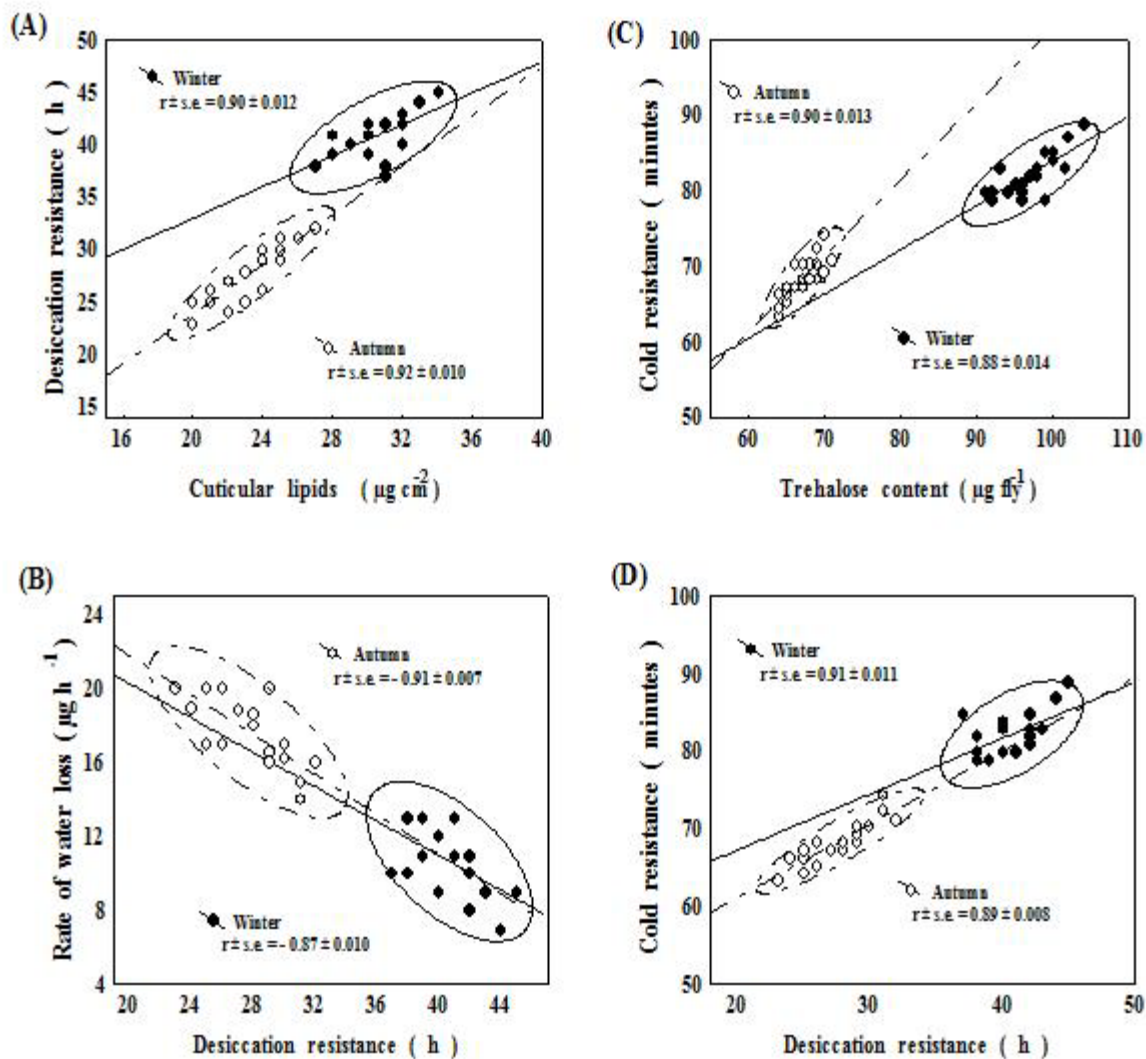 (A)
50
45
40
35
30
25
20
15
Desiccation resistance ( h )
Winter
r ± s.e. = 0.90 ± 0.012
Autumn
r ± s.e. = 0.92 ± 0.010
16 20 24 28 32 36 40
Cuticular lipids ( μg cm-2 )
(C)
100
90
80
70
60
50
Cold resistance ( minutes )
Autumn
r ± s.e. = 0.90 ± 0.013
Winter
r ± s.e. = 0.88 ± 0.014
60 70 80 90 100 110
Trehalose content ( μg fly-1 )
(B)
24
20
16
12
8
4
Rate of water loss ( μg h -1 )
Autumn
r ± s.e. = - 0.91 ± 0.007
Winter
r ± s.e. = - 0.87 ± 0.010
20 24 28 32 36 40 44
Desiccation resistance ( h )
(D)
100
90
80
70
60
50
Cold resistance ( minutes )
Winter
r ± s.e. = 0.91 ± 0.011
Autumn
r ± s.e. = 0.89 ± 0.008
20 30 40 50
Desiccation resistance ( h )